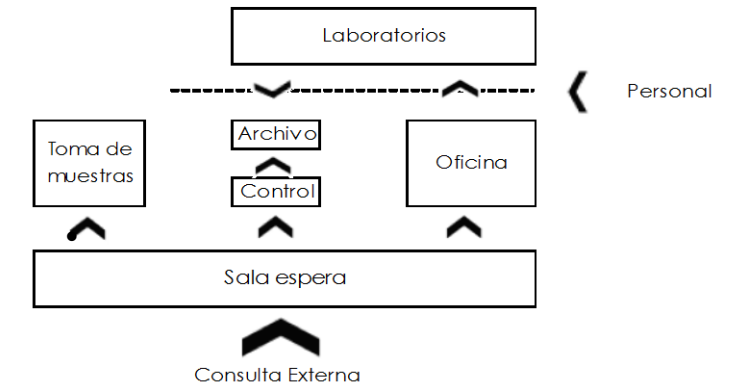 Laboratorios
Personal
Archivo
Toma de
muestras
Oficina
Control
Sala espera
Consulta Externa